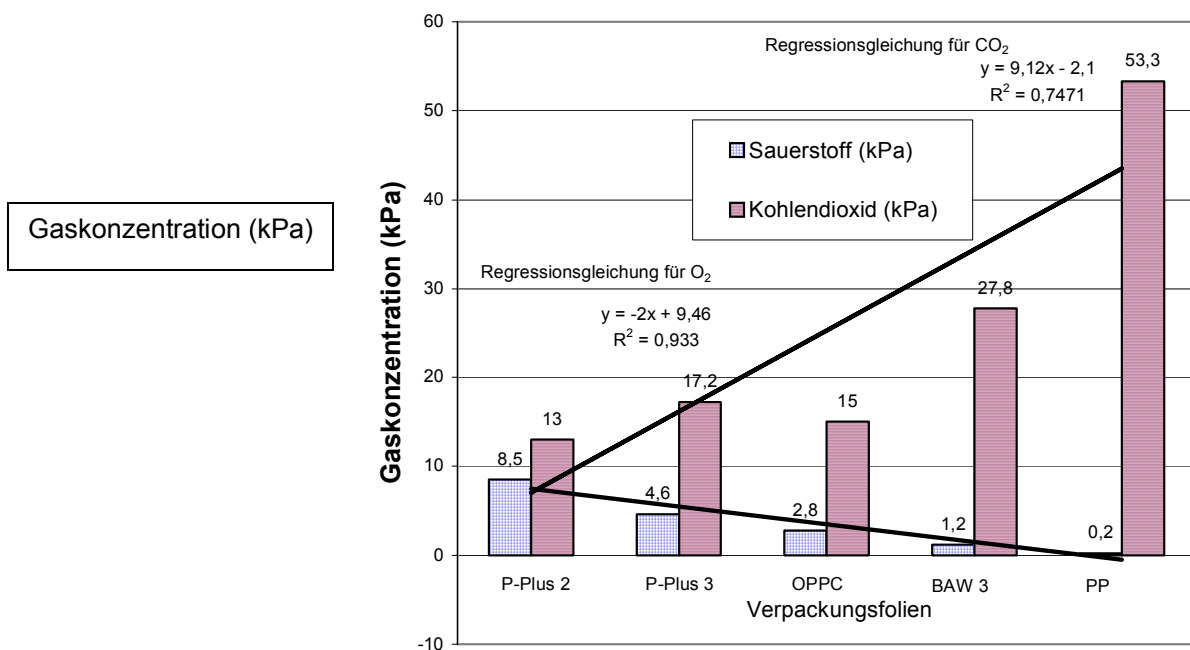 Gaskonzentration (kPa)
Gaskonzentration (kPa)
60
50
40
30
20
10
0
-10
Regressionsgleichung für CO₂
y = 9,12x - 2,1
R² = 0,7471
53,3
Sauerstoff (kPa)
Kohlendioxid (kPa)
Regressionsgleichung für O₂
y = -2x + 9,46
R² = 0,933
27,8
17,2
13
15
8,5
4,6
2,8
1,2
0,2
P-Plus 2
P-Plus 3
OPPC
BAW 3
PP
Verpackungsfolien